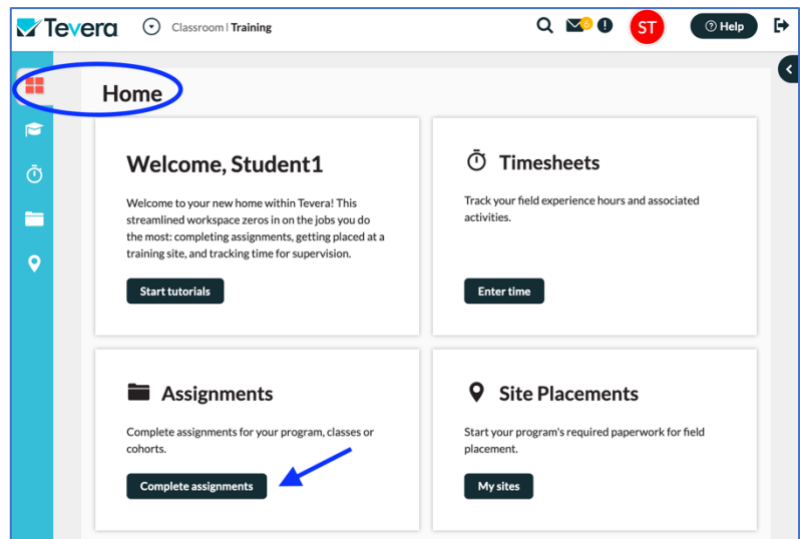 Tevera Classroom | Training ST Help
Home
Welcome, Student1
Welcome to your new home within Tevera! This
streamlined workspace zeros in on the jobs you do
the most: completing assignments, getting placed at a
training site, and tracking time for supervision.
Start tutorials
Timesheets
Track your field experience hours and associated
activities.
Enter time
Assignments
Complete assignments for your program, classes or
cohorts.
Complete assignments
Site Placements
Start your program's required paperwork for field
placement.
My sites